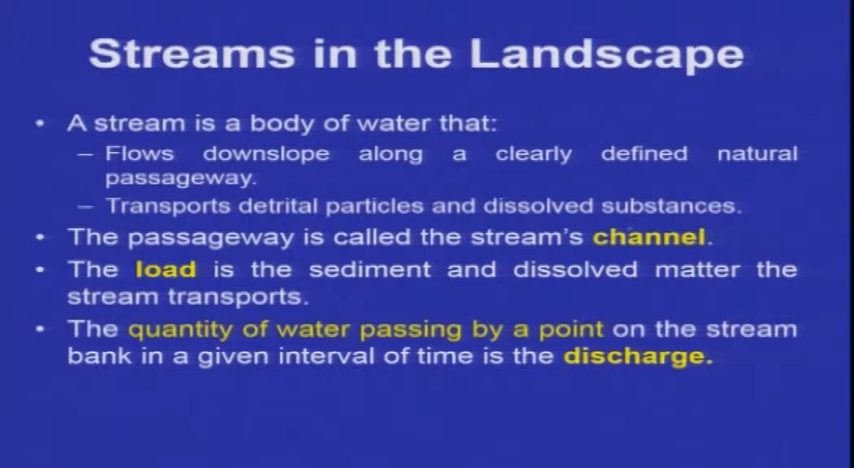 Streams in the Landscape
• A stream is a body of water that:
– Flows downslope along a clearly defined natural
passageway.
– Transports detrital particles and dissolved substances.
• The passageway is called the stream's channel.
• The load is the sediment and dissolved matter the
stream transports.
• The quantity of water passing by a point on the stream
bank in a given interval of time is the discharge.